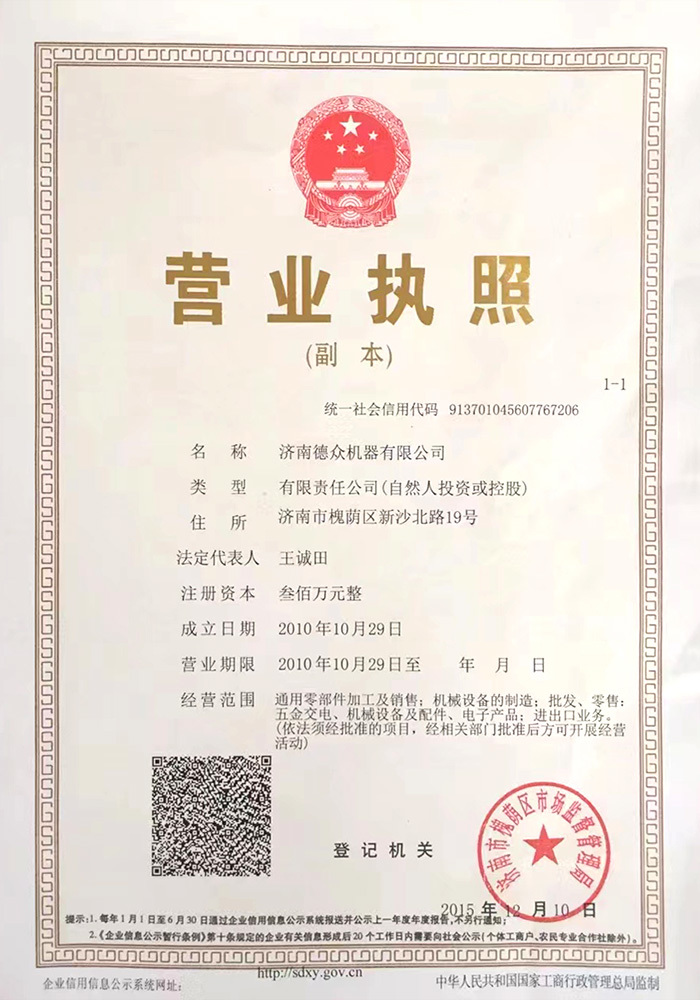 营业执照
(副 本)
1-1
统一社会信用代码 913701045607767206
名 称 济南德众机器有限公司
类 型 有限责任公司(自然人投资或控股)
住 所 济南市槐荫区新沙北路19号
法定代表人 王诚田
注册资本 叁佰万元整
成立日期 2010年10月29日
营业期限 2010年10月29日至 年 月 日
经营范围 通用零部件加工及销售；机械设备的制造；批发、零售：
五金交电、机械设备及配件、电子产品；进出口业务。
(依法须经批准的项目，经相关部门批准后方可开展经营
活动)
济南市槐荫区市场监督管理局
登记机关
2015年12月10日
提示：1.每年1月1日至6月30日通过企业信用信息公示系统报送并公示上一年度年度报告，不另行通知；
2.《企业信息公示暂行条例》第十条规定的企业有关信息形成后20个工作日内需要向社会公示（个体工商户、农民专业合作社除外）。
http://sdxy.gov.cn
企业信用信息公示系统网址： 中华人民共和国国家工商行政管理总局监制